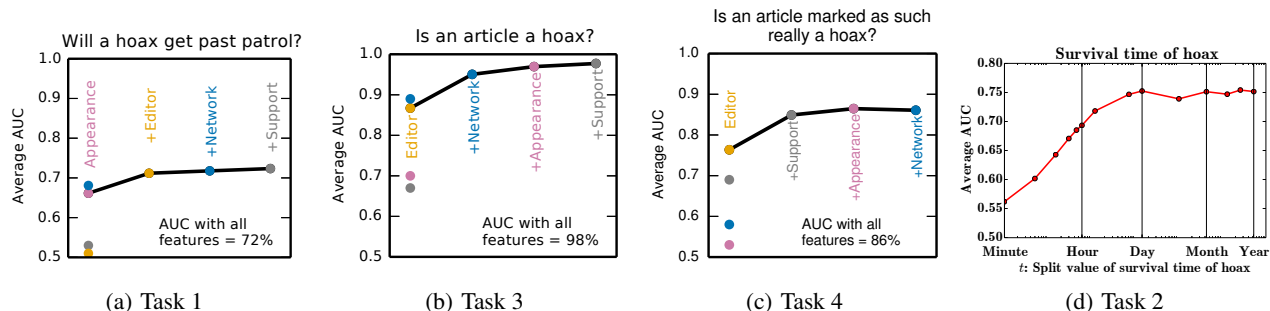 Will a hoax get past patrol?
Average AUC
1.0
0.9
0.8
0.7
0.6
0.5
Appearance
+Editor
+Network
+Support
AUC with all
features = 72%
(a) Task 1
Is an article a hoax?
Average AUC
1.0
0.9
0.8
0.7
0.6
0.5
Editor
+Network
+Appearance
+Support
AUC with all
features = 98%
(b) Task 3
Is an article marked as such
really a hoax?
Average AUC
1.0
0.9
0.8
0.7
0.6
0.5
Editor
+Support
+Appearance
+Network
AUC with all
features = 86%
(c) Task 4
Survival time of hoax
Average AUC
0.80
0.75
0.70
0.65
0.60
0.55
0.50
Minute Hour Day Month Year
t: Split value of survival time of hoax
(d) Task 2